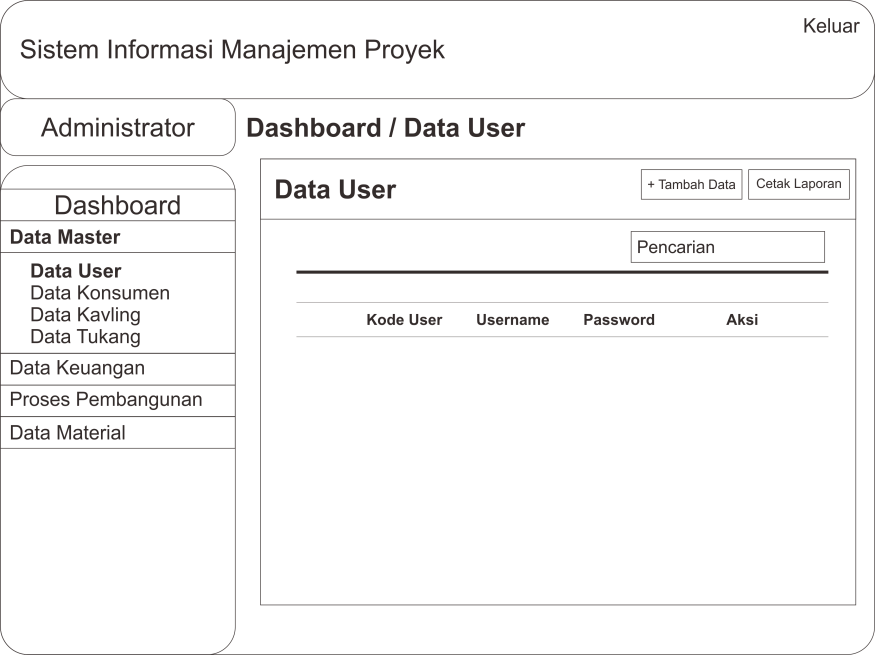 Keluar
Sistem Informasi Manajemen Proyek
Administrator
Dashboard / Data User
Data User
+ Tambah Data
Cetak Laporan
Dashboard
Data Master
Data User
Data Konsumen
Data Kavling
Data Tukang
Data Keuangan
Proses Pembangunan
Data Material
Pencarian
Kode User Username Password Aksi